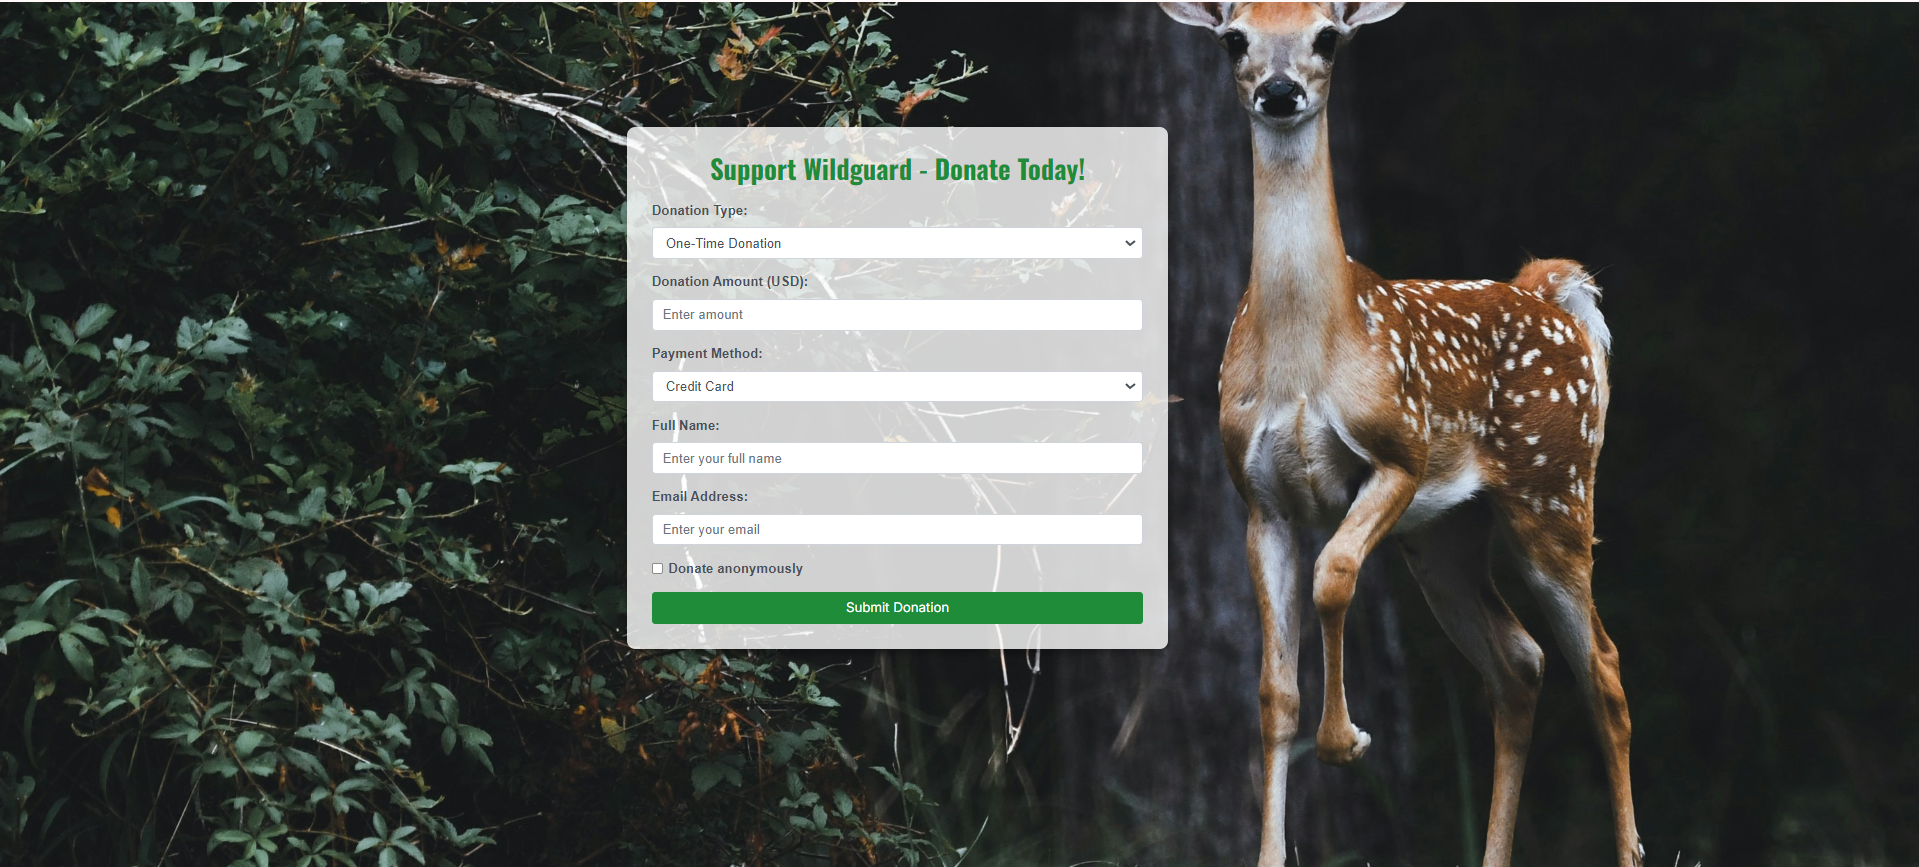 Support Wildguard - Donate Today!
Donation Type:
One-Time Donation
Donation Amount (USD):
Enter amount
Payment Method:
Credit Card
Full Name:
Enter your full name
Email Address:
Enter your email
Donate anonymously
Submit Donation